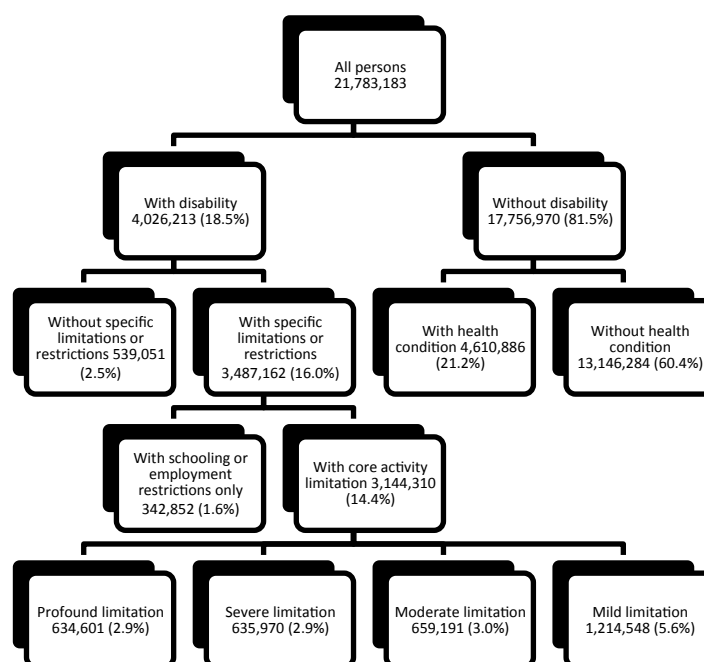 All persons
21,783,183
With disability
4,026,213 (18.5%)
Without disability
17,756,970 (81.5%)
Without specific
limitations or
restrictions 539,051
(2.5%)
With specific
limitations or
restrictions
3,487,162 (16.0%)
With health
condition 4,610,886
(21.2%)
Without health
condition
13,146,284 (60.4%)
With schooling or
employment
restrictions only
342,852 (1.6%)
With core activity
limitation 3,144,310
(14.4%)
Profound limitation
634,601 (2.9%)
Severe limitation
635,970 (2.9%)
Moderate limitation
659,191 (3.0%)
Mild limitation
1,214,548 (5.6%)